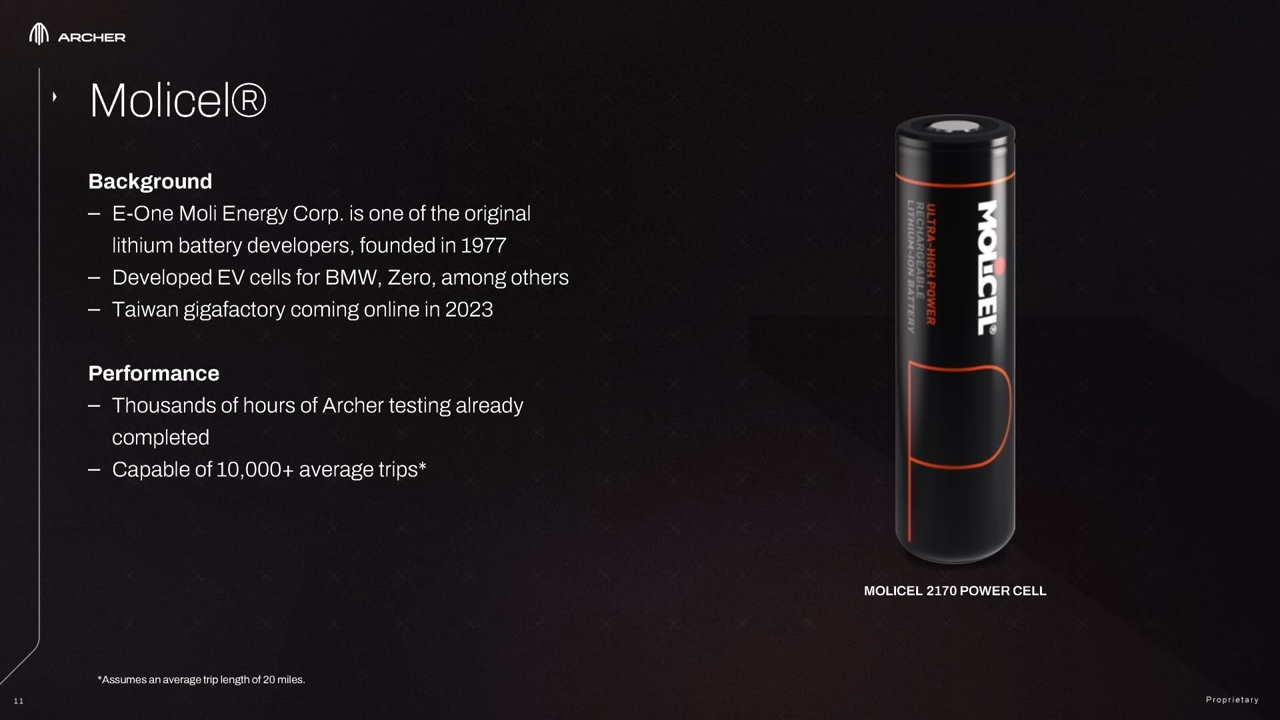 ARCHER
Molicel®
Background
– E-One Moli Energy Corp. is one of the original
lithium battery developers, founded in 1977
– Developed EV cells for BMW, Zero, among others
– Taiwan gigafactory coming online in 2023
Performance
– Thousands of hours of Archer testing already
completed
– Capable of 10,000+ average trips*
MOLICEL®
ULTRA-HIGH POWER
RECHARGEABLE
LITHIUM-ION BATTERY
P
MOLICEL 2170 POWER CELL
*Assumes an average trip length of 20 miles.
11
Proprietary